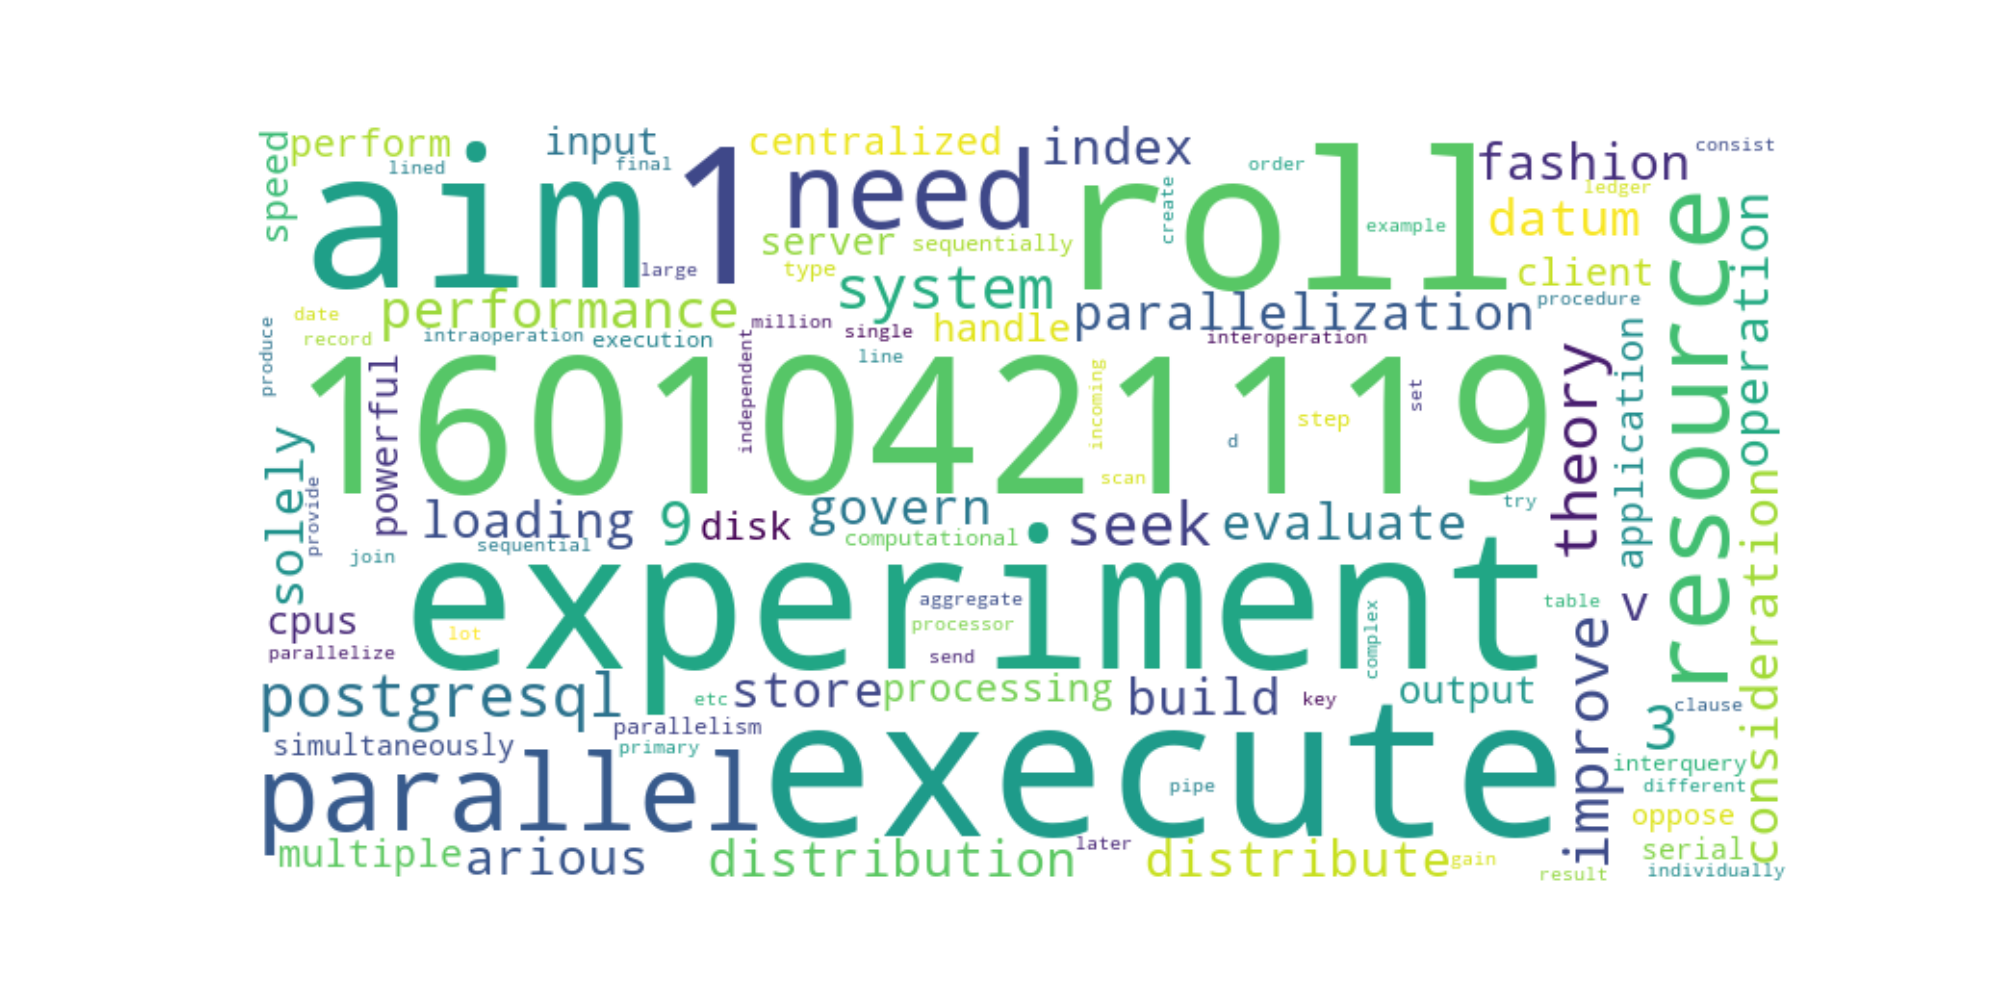 speed
perform
lined
input
final
centralized
index
order
fashion
consist
aim
1
need
roll
create
example
ledger
datum
resource
operation
server
sequentially
type
large
system
client
performance
parallelization
procedure
date
record
intraoperation
execution
million
single
handle
interoperation
line
produce
powerful
independent
16010421119
incoming
step
set
d
scan
theory
application
solely
provide
loading
9
disk
govern
computational
seek
evaluate
try
join
sequential
experiment
aggregate
processor
send
complex
table
v
consideration
cpus
parallelize
lot
postgresql
etc
store
processing
build
key
output
improve
3
clause
simultaneously
parallelism
primary
parallel
execute
pipe
interquery
different
oppose
multiple
arious
distribution
later
distribute
gain
serial
result
individually